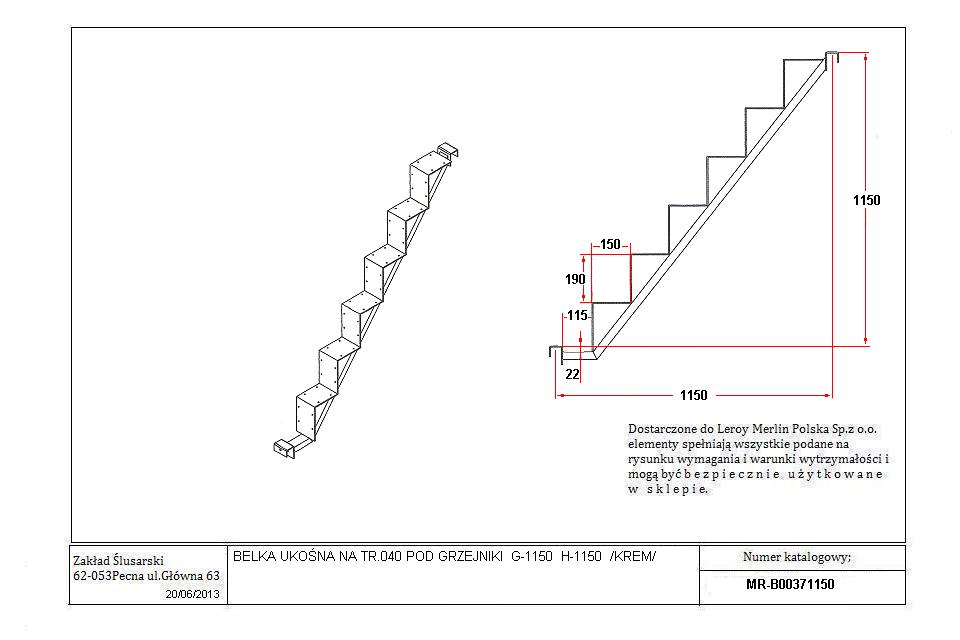 150
190
115
22
1150
1150
Dostarczone do Leroy Merlin Polska Sp.z o.o.
elementy spełniają wszystkie podane na
rysunku wymagania i warunki wytrzymałości i
mogą być b e z p i e c z n i e u ż y t k o w a n e
w s k l e p i e.
Zakład Ślusarski
62-053Pecna ul.Główna 63
20/06/2013
BELKA UKOŚNA NA TR.040 POD GRZEJNIKI G-1150 H-1150 /KREM/
Numer katalogowy;
MR-B00371150